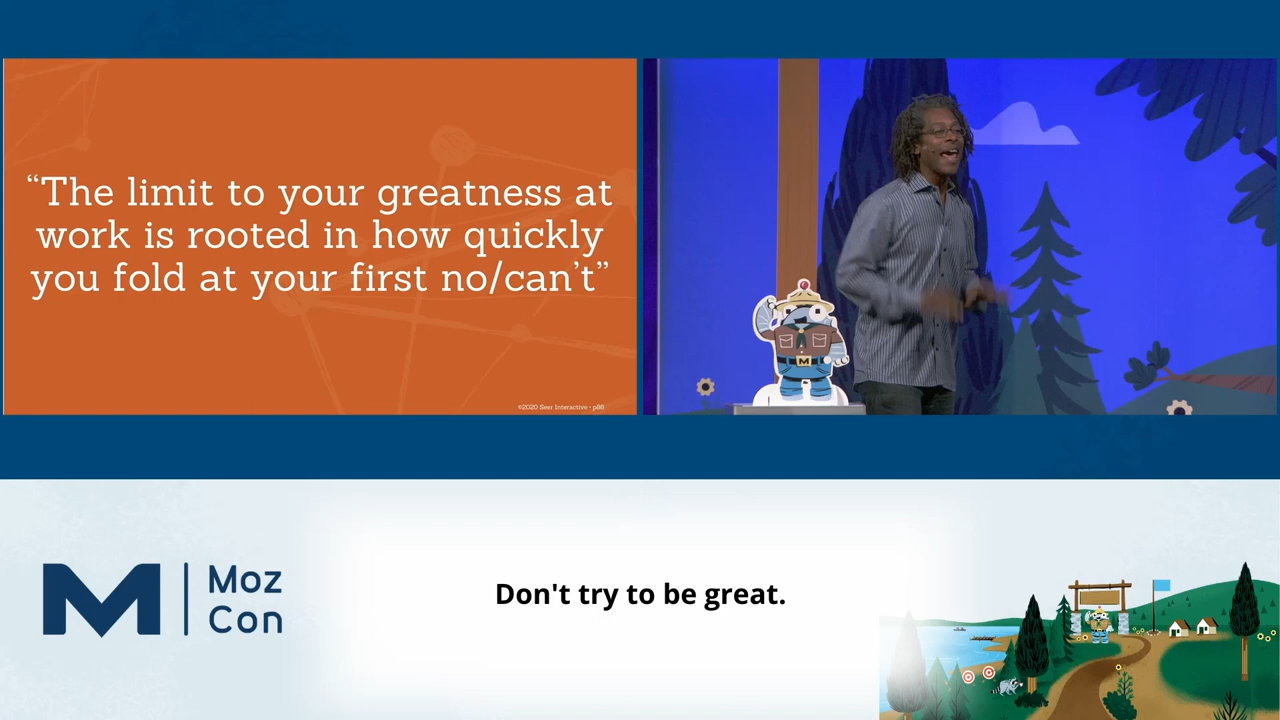 “The limit to your greatness at
work is rooted in how quickly
you fold at your first no/can’t”
©2020 Seer Interactive • p86
M
M
Moz
Con
Don't try to be great.